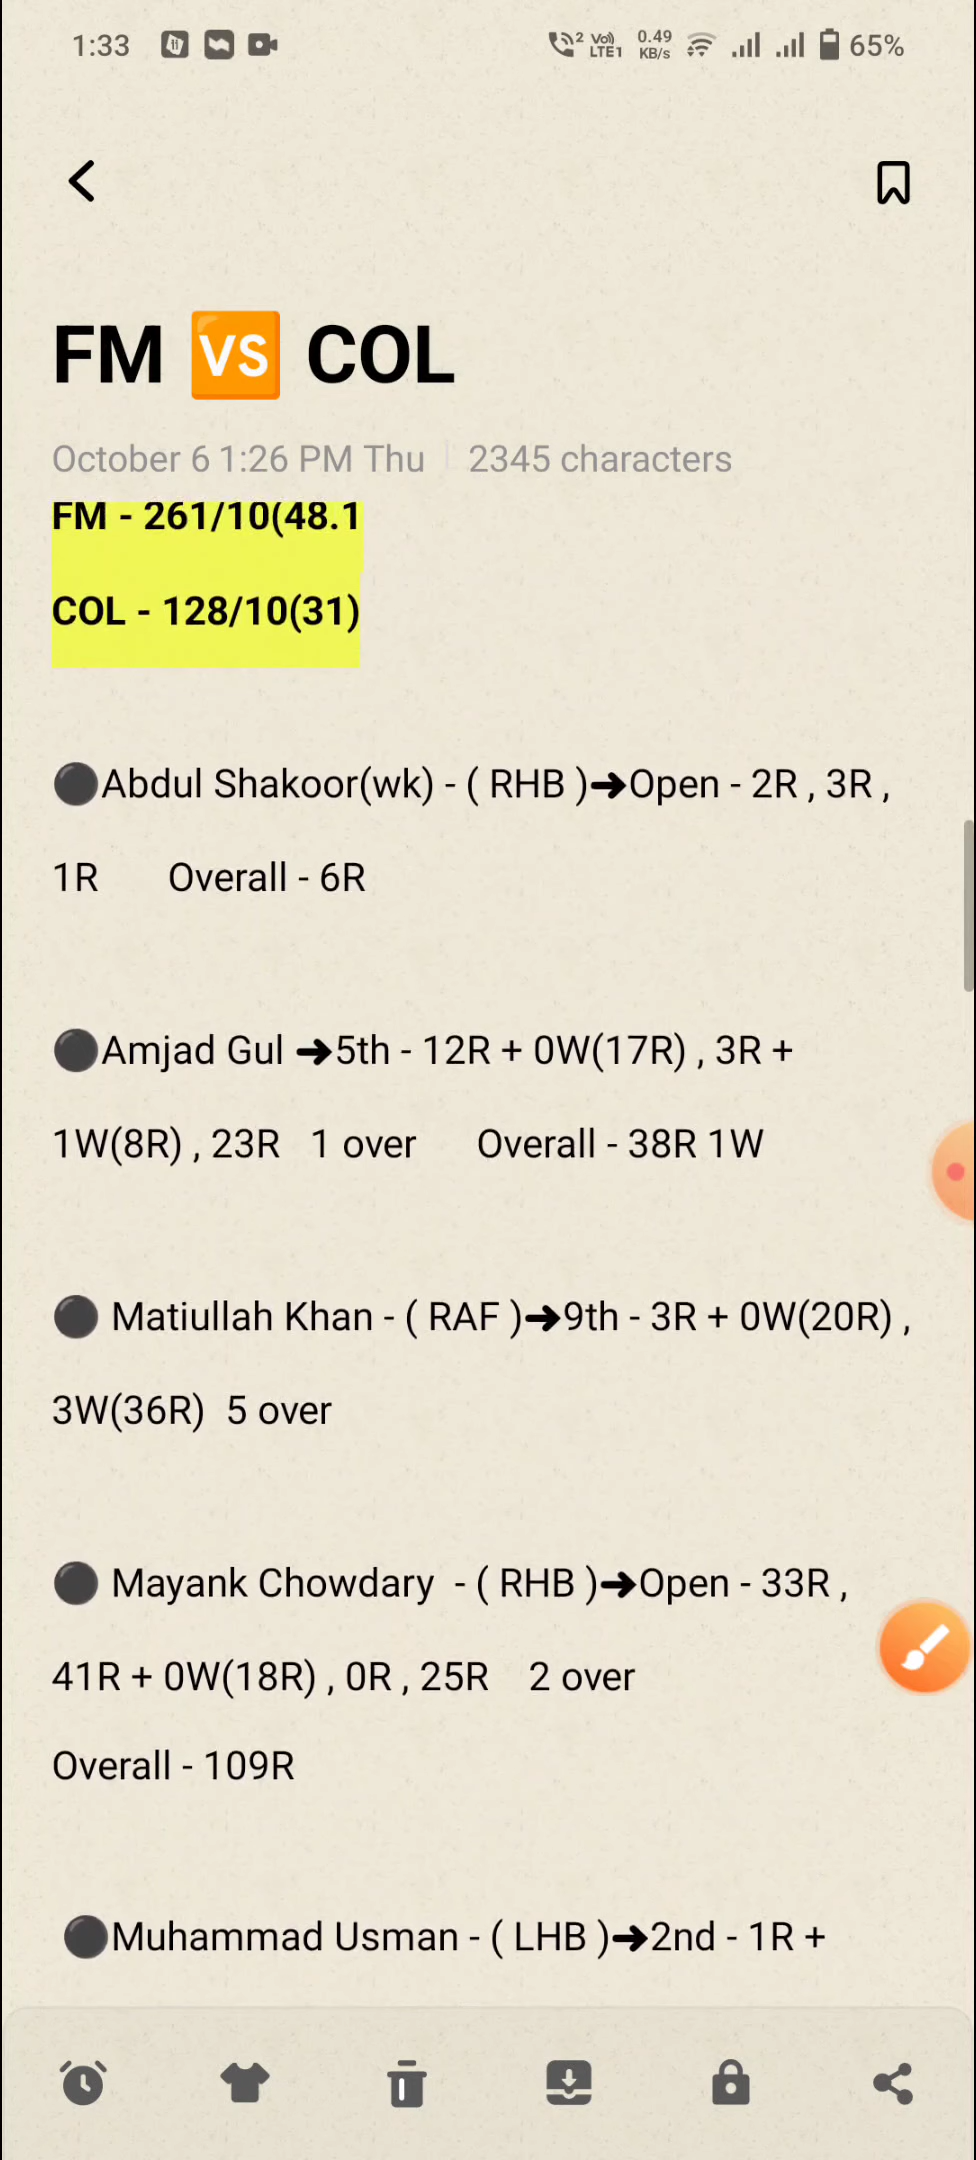 1:33 2 Vo) LTE1 0.49 KB/s 65%
FM VS COL
October 6 1:26 PM Thu | 2345 characters
FM - 261/10(48.1
COL - 128/10(31)
⚫Abdul Shakoor(wk) - ( RHB )➜Open - 2R , 3R ,
1R Overall - 6R
⚫Amjad Gul ➜5th - 12R + 0W(17R) , 3R +
1W(8R) , 23R 1 over Overall - 38R 1W
⚫ Matiullah Khan - ( RAF )➜9th - 3R + 0W(20R) ,
3W(36R) 5 over
⚫ Mayank Chowdary - ( RHB )➜Open - 33R ,
41R + 0W(18R) , 0R , 25R 2 over
Overall - 109R
⚫Muhammad Usman - ( LHB )➜2nd - 1R +